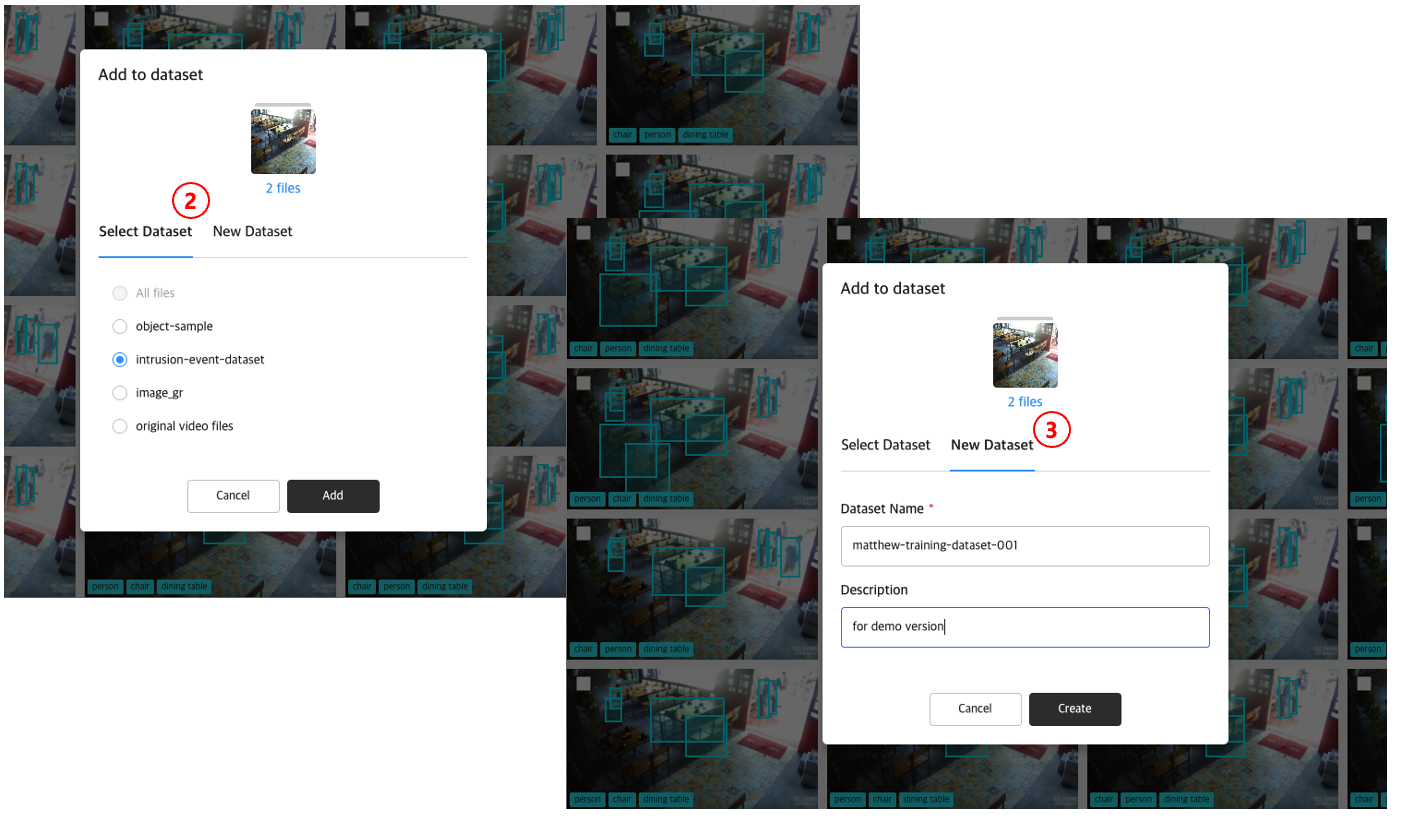 chair person dining table
Add to dataset
2 files
2
Select Dataset New Dataset
All files
object-sample
intrusion-event-dataset
image_gr
original video files
Cancel Add
person chair dining table
chair person dining table
Add to dataset
2 files
3
Select Dataset New Dataset
Dataset Name *
matthew-training-dataset-001
Description
for demo version
Cancel Create
chair person dining table
chair
person chair dining table
person
chair person dining table
person
person chair dining table
person chair dining table
chair person dining table
chair